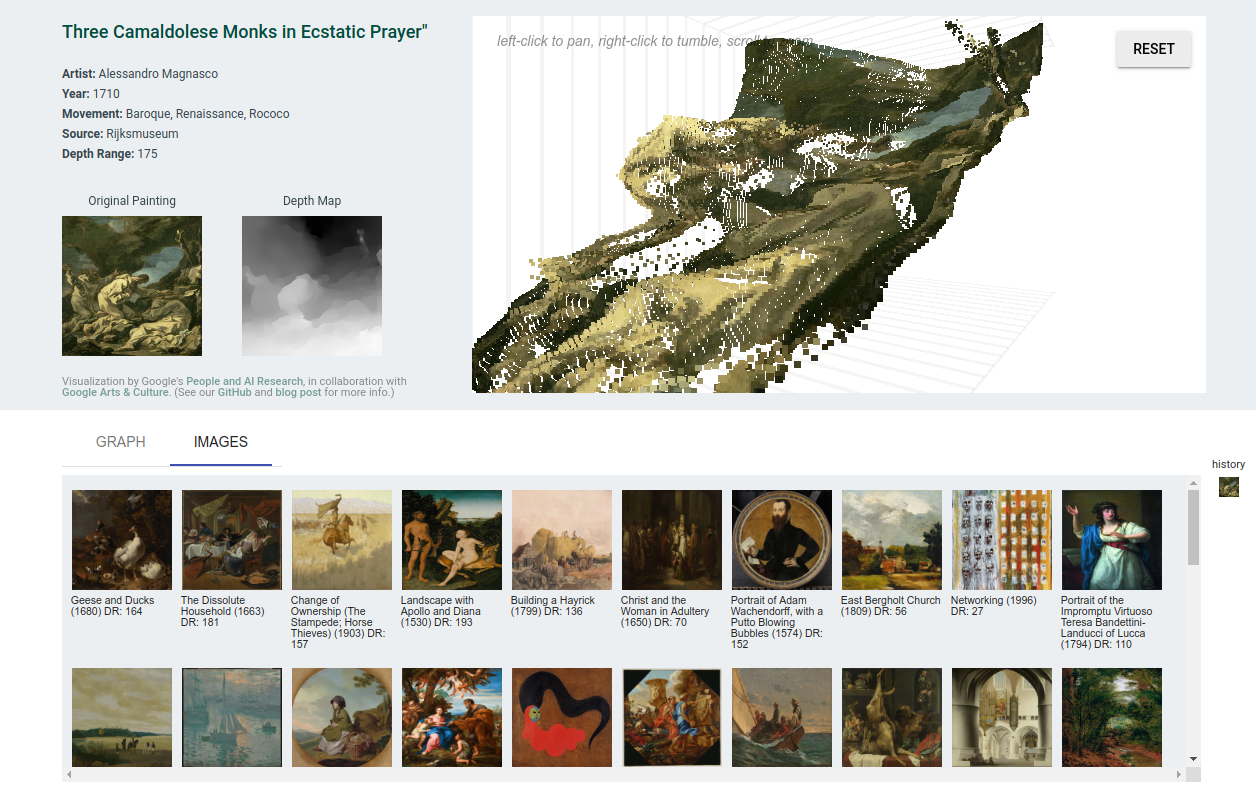 Three Camaldolese Monks in Ecstatic Prayer"
Artist: Alessandro Magnasco
Year: 1710
Movement: Baroque, Renaissance, Rococo
Source: Rijksmuseum
Depth Range: 175
Original Painting
Depth Map
Visualization by Google's People and AI Research, in collaboration with
Google Arts & Culture. (See our GitHub and blog post for more info.)
left-click to pan, right-click to tumble, scroll to zoom
RESET
GRAPH
IMAGES
history
Geese and Ducks
(1680) DR: 164
The Dissolute
Household (1663)
DR: 181
Change of
Ownership (The
Stampede; Horse
Thieves) (1903) DR:
157
Landscape with
Apollo and Diana
(1530) DR: 193
Building a Hayrick
(1799) DR: 136
Christ and the
Woman in Adultery
(1650) DR: 70
Portrait of Adam
Wachendorff, with a
Putto Blowing
Bubbles (1574) DR:
152
East Bergholt Church
(1809) DR: 56
Networking (1996)
DR: 27
Portrait of the
Impromptu Virtuoso
Teresa Bandettini-
Landucci of Lucca
(1794) DR: 110